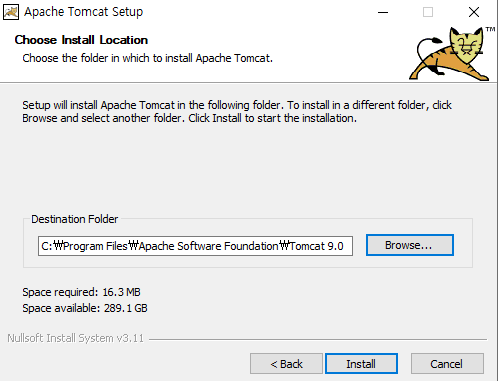 Apache Tomcat Setup
Choose Install Location
Choose the folder in which to install Apache Tomcat.
TM
Setup will install Apache Tomcat in the following folder. To install in a different folder, click
Browse and select another folder. Click Install to start the installation.
Destination Folder
C:₩Program Files₩Apache Software Foundation₩Tomcat 9.0
Browse...
Space required: 16.3 MB
Space available: 289.1 GB
Nullsoft Install System v3.11
< Back
Install
Cancel